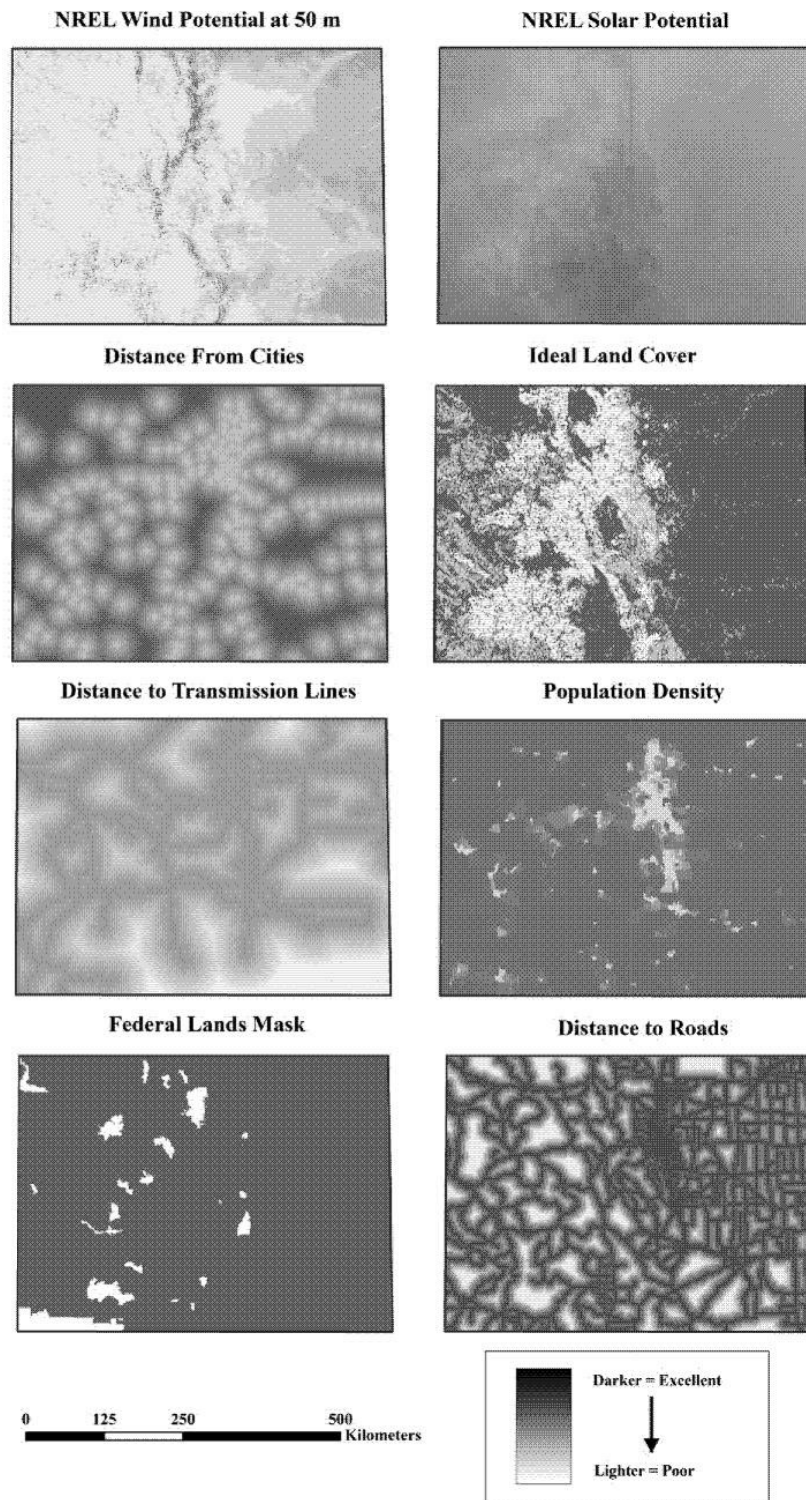 NREL Wind Potential at 50 m
NREL Solar Potential
Distance From Cities
Ideal Land Cover
Distance to Transmission Lines
Population Density
Federal Lands Mask
Distance to Roads
Darker = Excellent
Lighter = Poor
0 125 250 500
Kilometers